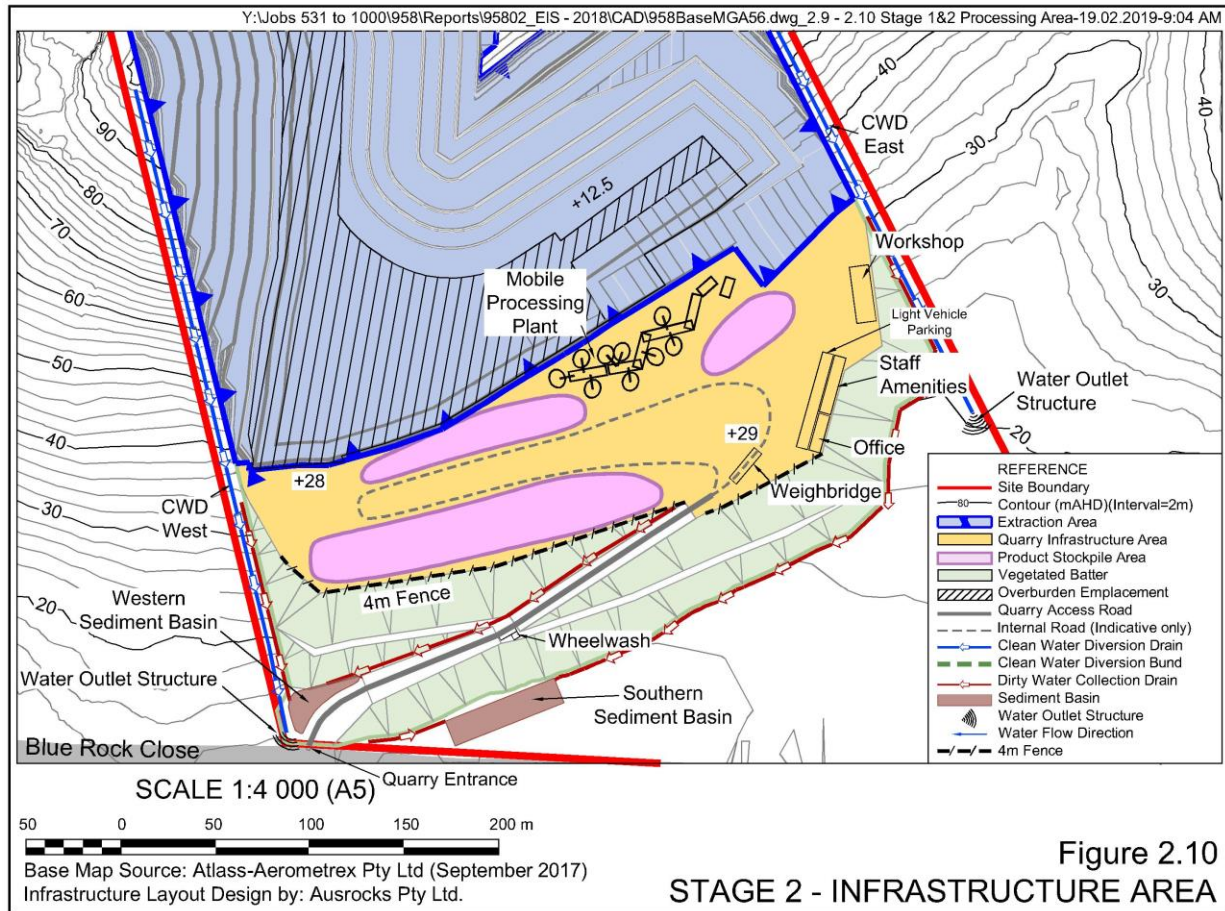 Y:\Jobs 531 to 1000\958\Reports\95802_EIS - 2018\CAD\958BaseMGA56.dwg_2.9 - 2.10 Stage 1&2 Processing Area-19.02.2019-9:04 AM
40
90
CWD
East
40
30
80
+12.5
70
Workshop
Mobile
Processing
Plant
60
30
Light Vehicle
Parking
50
Staff
Amenities
Water Outlet
Structure
40
+29
20
Office
+28
Weighbridge
CWD
West
30
4m Fence
20
Western
Sediment Basin
Wheelwash
Water Outlet Structure
Southern
Sediment Basin
Blue Rock Close
Quarry Entrance
REFERENCE
Site Boundary
80
Contour (mAHD)(Interval=2m)
Extraction Area
Quarry Infrastructure Area
Product Stockpile Area
Vegetated Batter
Overburden Emplacement
Quarry Access Road
Internal Road (Indicative only)
Clean Water Diversion Drain
Clean Water Diversion Bund
Dirty Water Collection Drain
Sediment Basin
Water Outlet Structure
Water Flow Direction
4m Fence
SCALE 1:4 000 (A5)
50 0 50 100 150 200 m
Base Map Source: Atlass-Aerometrex Pty Ltd (September 2017)
Infrastructure Layout Design by: Ausrocks Pty Ltd.
Figure 2.10
STAGE 2 - INFRASTRUCTURE AREA